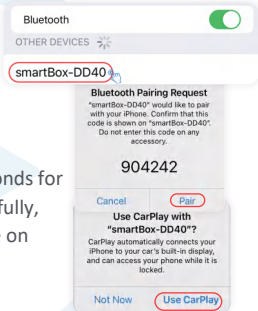 Bluetooth
OTHER DEVICES
smartBox-DD40
Bluetooth Pairing Request
"smartBox-DD40" would like to pair
with your iPhone. Confirm that this
code is shown on "smartBox-DD40".
Do not enter this code on any
accessory.
904242
onds for
Cancel Pair
fully,
Use CarPlay with
"smartBox-DD40"?
e on
CarPlay automatically connects your
iPhone to your car's built-in display,
and can access your phone while it is
locked.
Not Now Use CarPlay